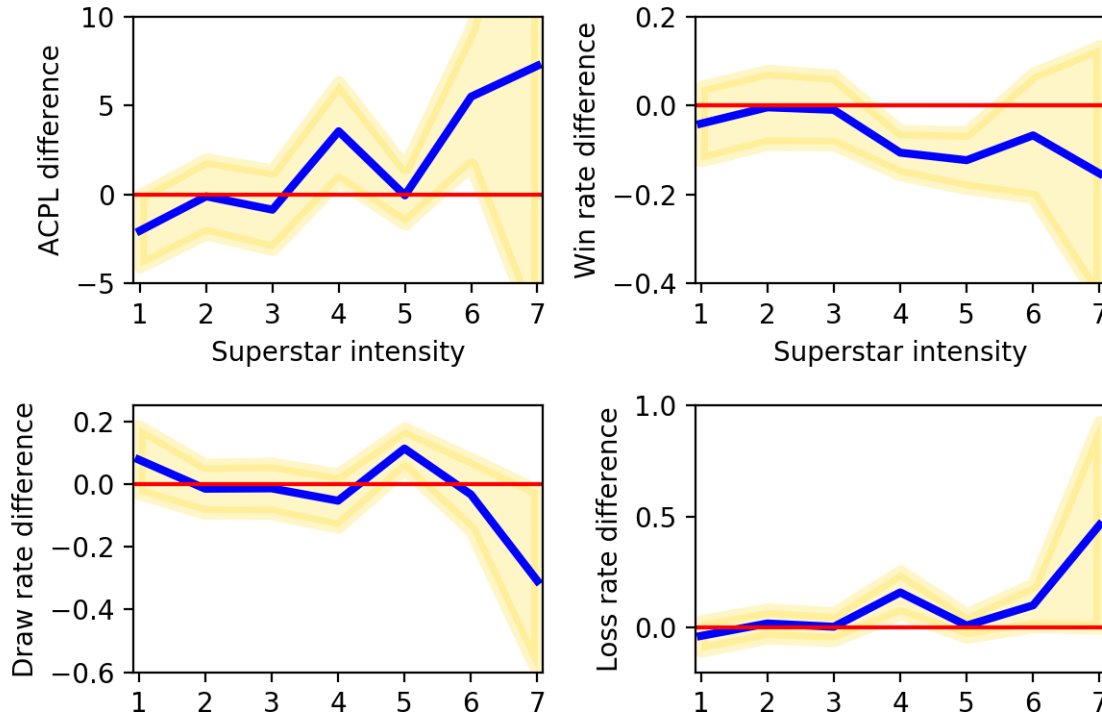 ACPL difference
10
5
0
−5
1 2 3 4 5 6 7
Superstar intensity
Win rate difference
0.2
0.0
−0.2
−0.4
1 2 3 4 5 6 7
Superstar intensity
Draw rate difference
0.2
0.0
−0.2
−0.4
−0.6
1 2 3 4 5 6 7
Loss rate difference
1.0
0.5
0.0
1 2 3 4 5 6 7